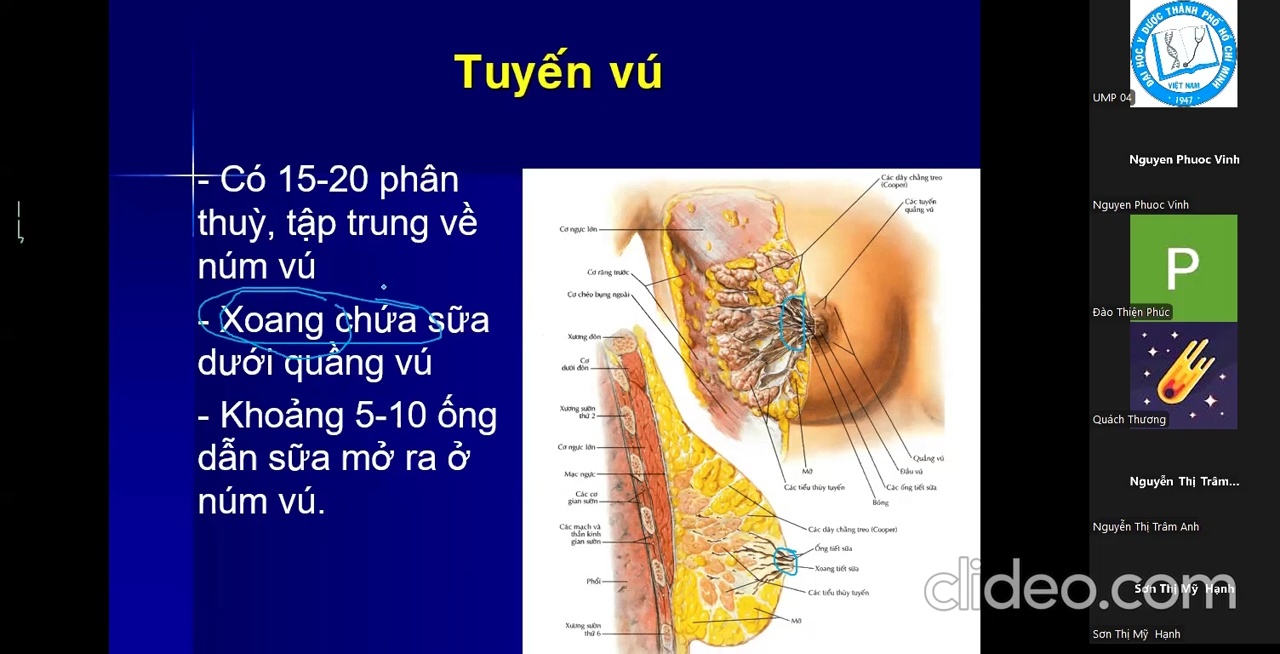 Tuyến vú
- Có 15-20 phân
thuỳ, tập trung về
núm vú
- Xoang chứa sữa
dưới quầng vú
- Khoảng 5-10 ống
dẫn sữa mở ra ở
núm vú.
Các dây chằng treo
(Cooper)
Các tuyến
quầng vú
Cơ ngực lớn
Cơ răng trước
Cơ chéo bụng ngoài
Xương đòn
Cơ
dưới đòn
Xương sườn
thứ 2
Cơ ngực lớn
Mạc ngực
Các cơ
gian sườn
Các mạch và
thần kinh
gian sườn
Phổi
Xương sườn
thứ 6
Quầng vú
Đầu vú
Các ống tiết sữa
Bóng
Mỡ
Các tiểu thùy tuyến
Các dây chằng treo (Cooper)
Ống tiết sữa
Xoang tiết sữa
Các tiểu thùy tuyến
Mỡ
ĐẠI HỌC Y DƯỢC THÀNH PHỐ HỒ CHÍ MINH
VIỆT NAM
1947
UMP 04
Nguyen Phuoc Vinh
Nguyen Phuoc Vinh
P
Đào Thiện Phúc
Quách Thương
Nguyễn Thị Trâm...
Nguyễn Thị Trâm Anh
Sơn Thị Mỹ Hạnh
Sơn Thị Mỹ Hạnh
clideo.com